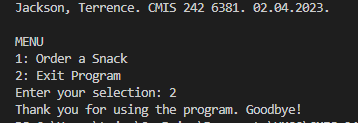 Jackson, Terrence. CMIS 242 6381. 02.04.2023.
MENU
1: Order a Snack
2: Exit Program
Enter your selection: 2
Thank you for using the program. Goodbye!